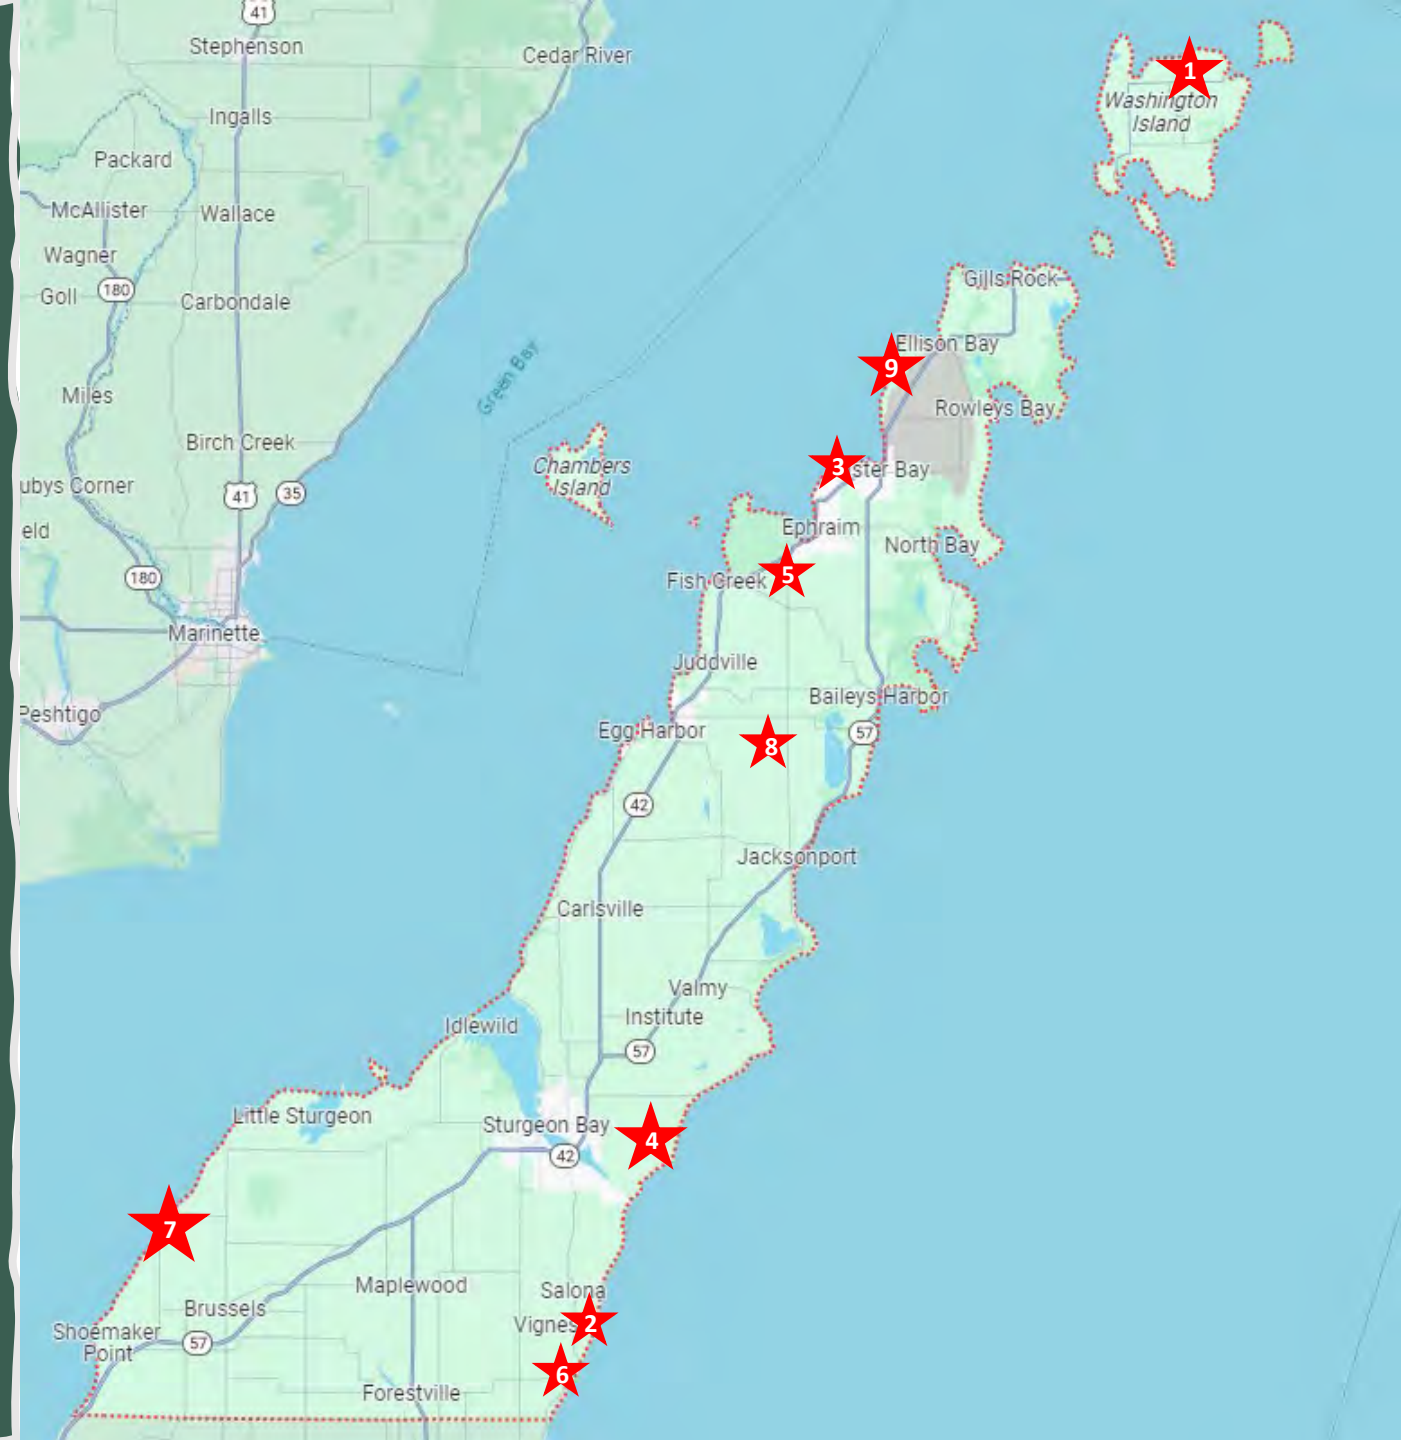 41
Stephenson
Cedar River
1
Washington
Island
Ingalls
Packard
McAllister
Wallace
Wagner
180
Goll
Carbondale
Gills Rock
Ellison Bay
9
Green Bay
Miles
Rowleys Bay
Birch Creek
Chambers
Island
3
ster Bay
ubys Corner
41
35
eld
Ephraim
North Bay
180
Fish Creek
5
Marinette
Juddville
Baileys Harbor
Peshtigo
Egg Harbor
8
57
42
Jacksonport
Carlsville
Valmy
Institute
Idlewild
57
Little Sturgeon
Sturgeon Bay
4
42
7
Maplewood
Salona
Brussels
Vignes
2
Shoemaker
Point
57
6
Forestville